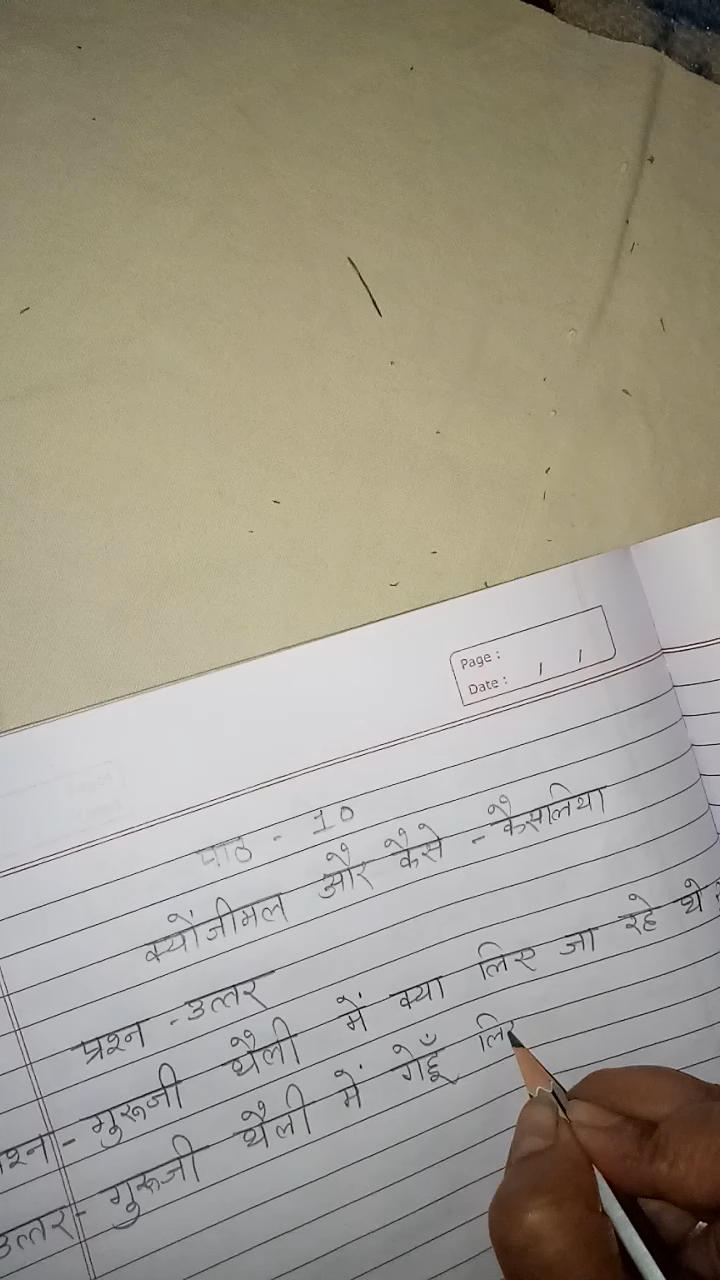 Page :
Date : / /
पाठ - 10
क्योंजीमल और कैसे - कैसलिया
प्रश्न - उत्तर
प्रश्न - गुरूजी थैली में क्या लिए जा रहे थे
उत्तर - गुरूजी थैली में गेहूँ